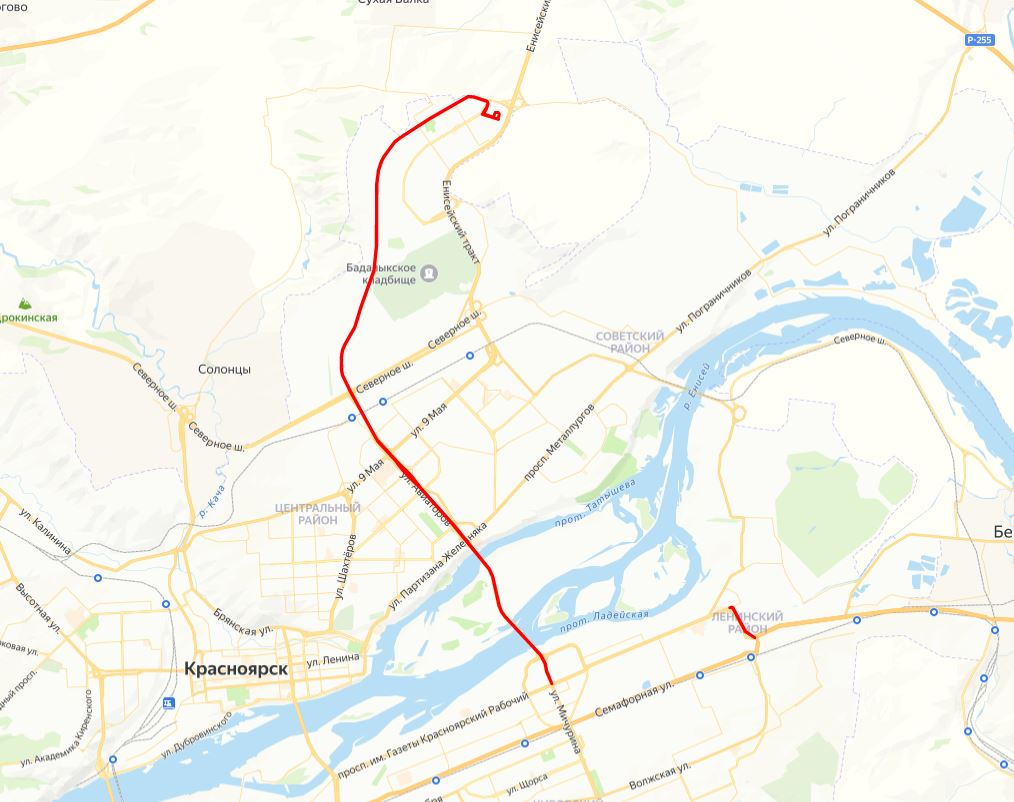 Енисейский
Р-255
ул. Пограничников
Енисейский тракт
Бадалыкское
кладбище
ул. Пограничников
Северное ш.
СОВЕТСКИЙ
РАЙОН
Северное ш.
р. Енисей
Северное ш.
Солонцы
Северное ш.
Северное ш.
ул. 9 Мая
просп. Металлургов
ул. 9 Мая
ул. Авиаторов
р. Кача
прот. Татышева
ЦЕНТРАЛЬНЫЙ
РАЙОН
ул. Калинина
ул. Шахтёров
ул. Партизана Железняка
Высотная ул.
Брянская ул.
прот. Ладейская
ЛЕНИНСКИЙ
РАЙОН
Красноярск
ул. Ленина
просп. им. Газеты Красноярский Рабочий
Семафорная ул.
ул. Мичурина
ул. Академика Киренского
ул. Дубровинского
Волжская ул.
ул. Щорса